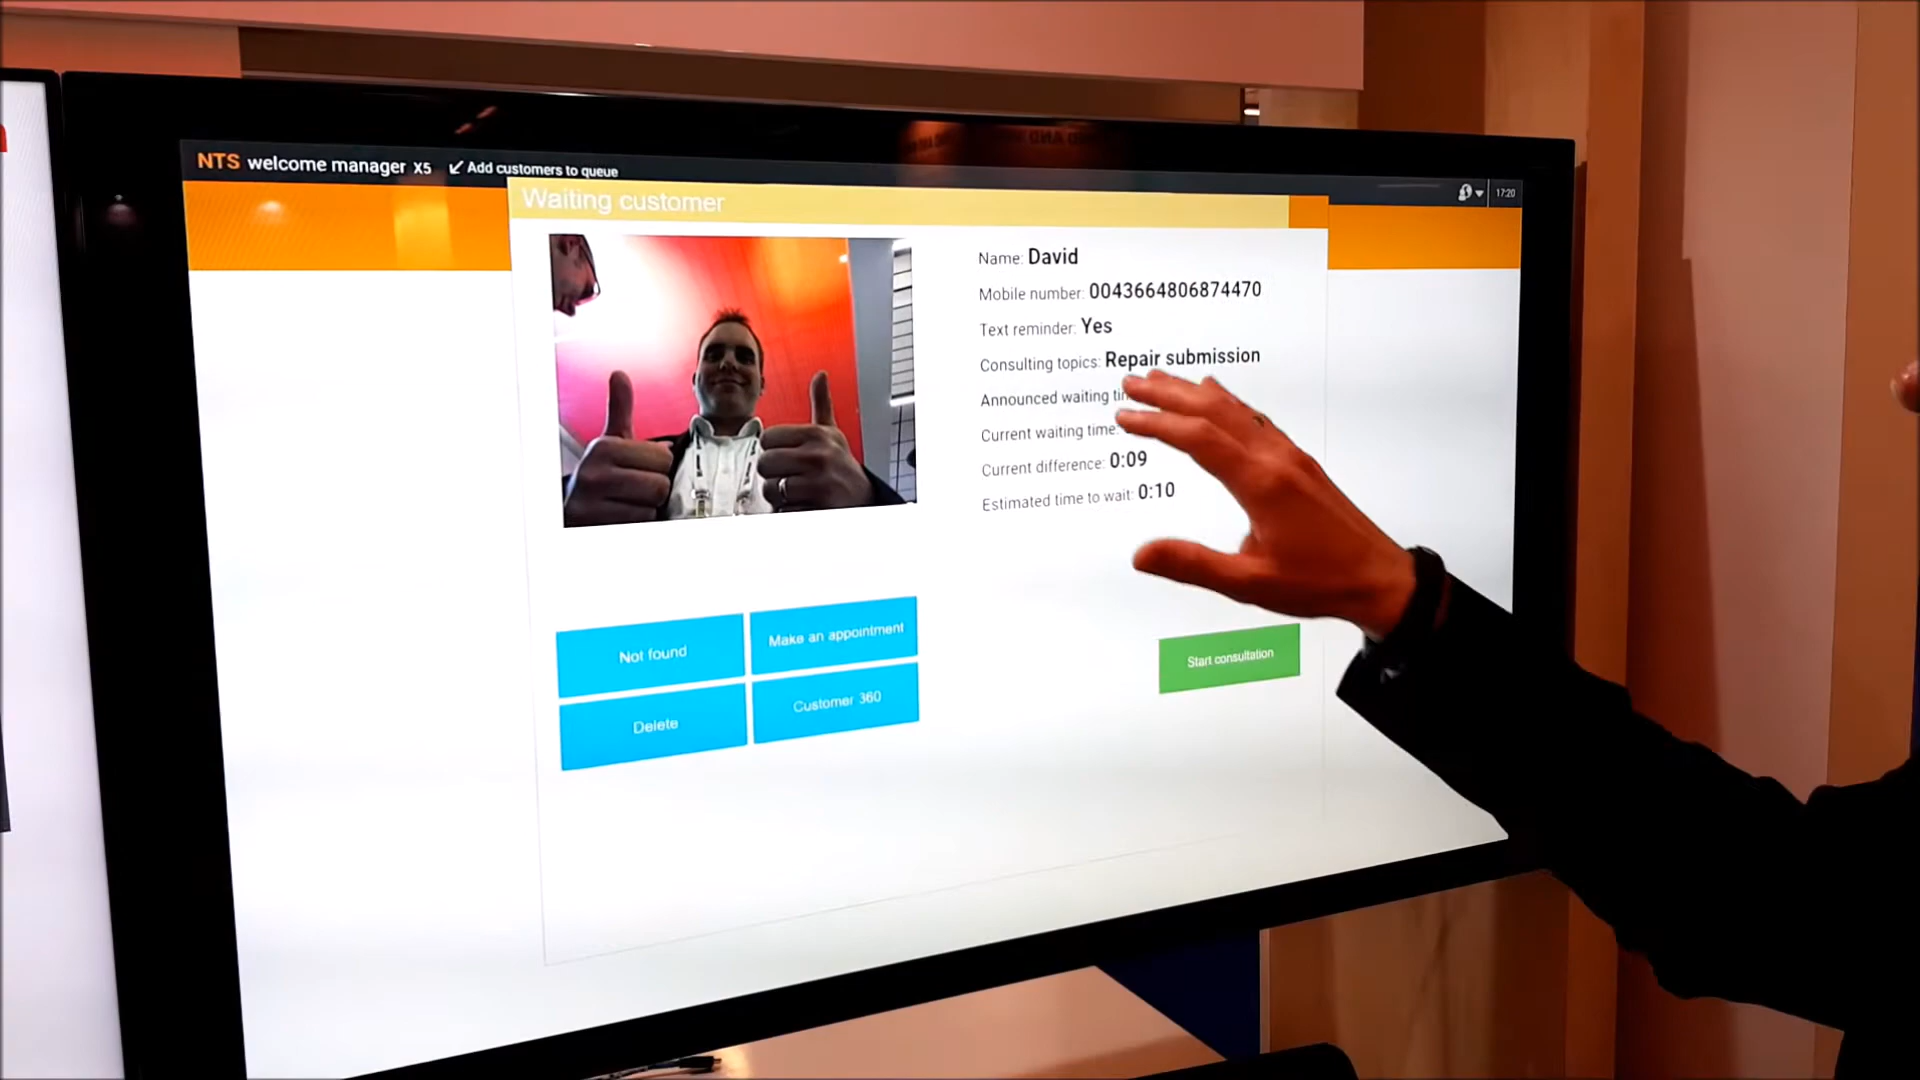 NTS welcome manager X5 Add customers to queue
17:20
Waiting customer
Name: David
Mobile number: 0043664806874470
Text reminder: Yes
Consulting topics: Repair submission
Announced waiting
Current waiting time:
Current difference: 0:09
Estimated time to wait: 0:10
Not found
Make an appointment
Delete
Customer 360
Start consultation